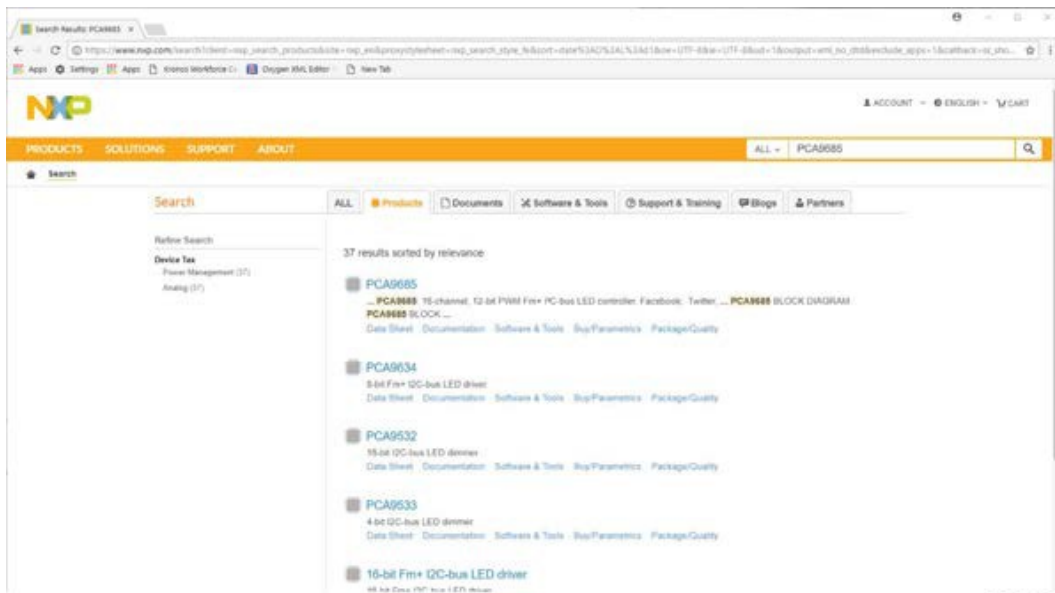 Search Results: PCA9685
Apps Settings Apps Kronos Workforce C Oxygen XML Editor New Tab
NXP
ACCOUNT ENGLISH CART
PRODUCTS SOLUTIONS SUPPORT ABOUT ALL PCA9685
Search
Search ALL Products Documents Software & Tools Support & Training Blogs Partners
Refine Search
37 results sorted by relevance
Device Tax
Power Management (37)
Analog (37)
PCA9685
... PCA9685 16-channel, 12-bit PWM Fm+ I²C-bus LED controller. Facebook. Twitter. ... PCA9685 BLOCK DIAGRAM
PCA9685 BLOCK ...
Data Sheet Documentation Software & Tools Buy/Parametrics Package/Quality
PCA9634
8-bit Fm+ I2C-bus LED driver
Data Sheet Documentation Software & Tools Buy/Parametrics Package/Quality
PCA9532
16-bit I2C-bus LED dimmer
Data Sheet Documentation Software & Tools Buy/Parametrics Package/Quality
PCA9533
4-bit I2C-bus LED dimmer
Data Sheet Documentation Software & Tools Buy/Parametrics Package/Quality
16-bit Fm+ I2C-bus LED driver